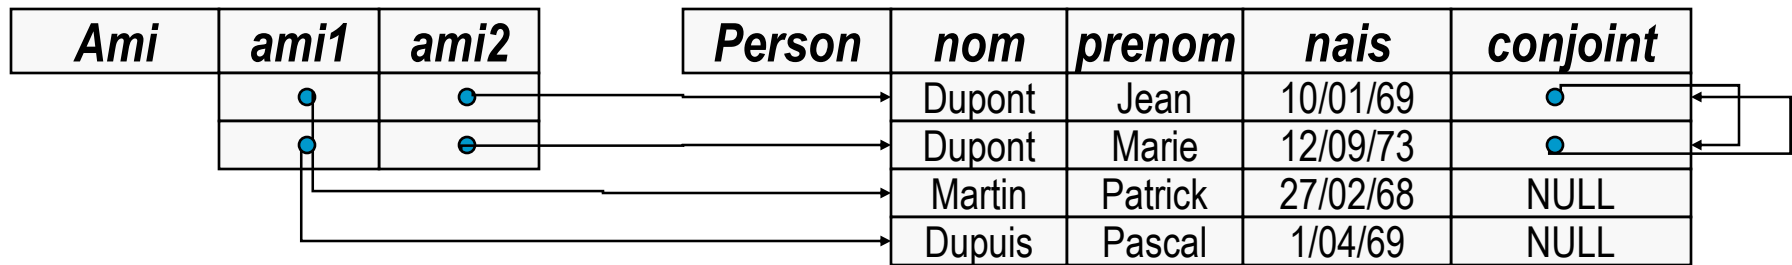 Ami ami1 ami2 Person nom prenom nais conjoint
Dupont Jean 10/01/69
Dupont Marie 12/09/73
Martin Patrick 27/02/68 NULL
Dupuis Pascal 1/04/69 NULL